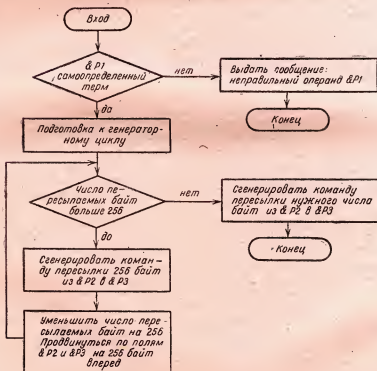 Вход
&P1
самоопределенный
терм
нет
Выдать сообщение:
неправильный операнд &P1
Конец
да
Подготовка к генератор-
ному циклу
Число пе-
ресылаемых байт
больше 256
нет
Сгенерировать команду
пересылки нужного числа
байт из &P2 в &P3
Конец
да
Сгенерировать коман-
ду пересылки 256 байт
из &P2 в &P3
Уменьшить число пере-
сылаемых байт на 256
Продвинуться по полям
&P2 и &P3 на 256 байт
вперед